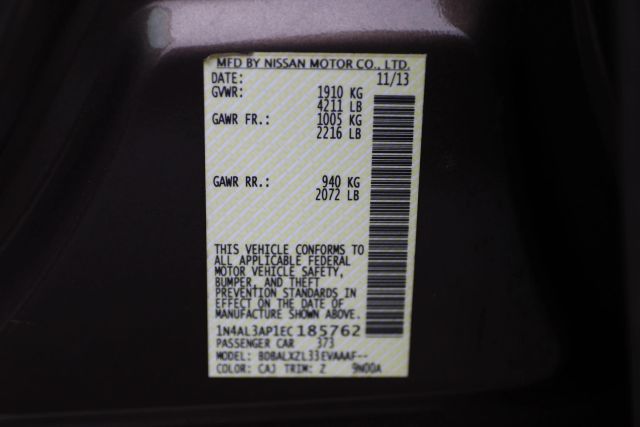 MFD BY NISSAN MOTOR CO., LTD.
DATE: 11/13
GVWR: 1910 KG
4211 LB
GAWR FR.: 1005 KG
2216 LB
GAWR RR.: 940 KG
2072 LB
THIS VEHICLE CONFORMS TO
ALL APPLICABLE FEDERAL
MOTOR VEHICLE SAFETY,
BUMPER, AND THEFT
PREVENTION STANDARDS IN
EFFECT ON THE DATE OF
MANUFACTURE SHOWN ABOVE.
1N4AL3AP1EC185762
PASSENGER CAR 373
MODEL: BDBALXZL33EVAAAF--
COLOR: CAJ TRIM: Z 9N00A